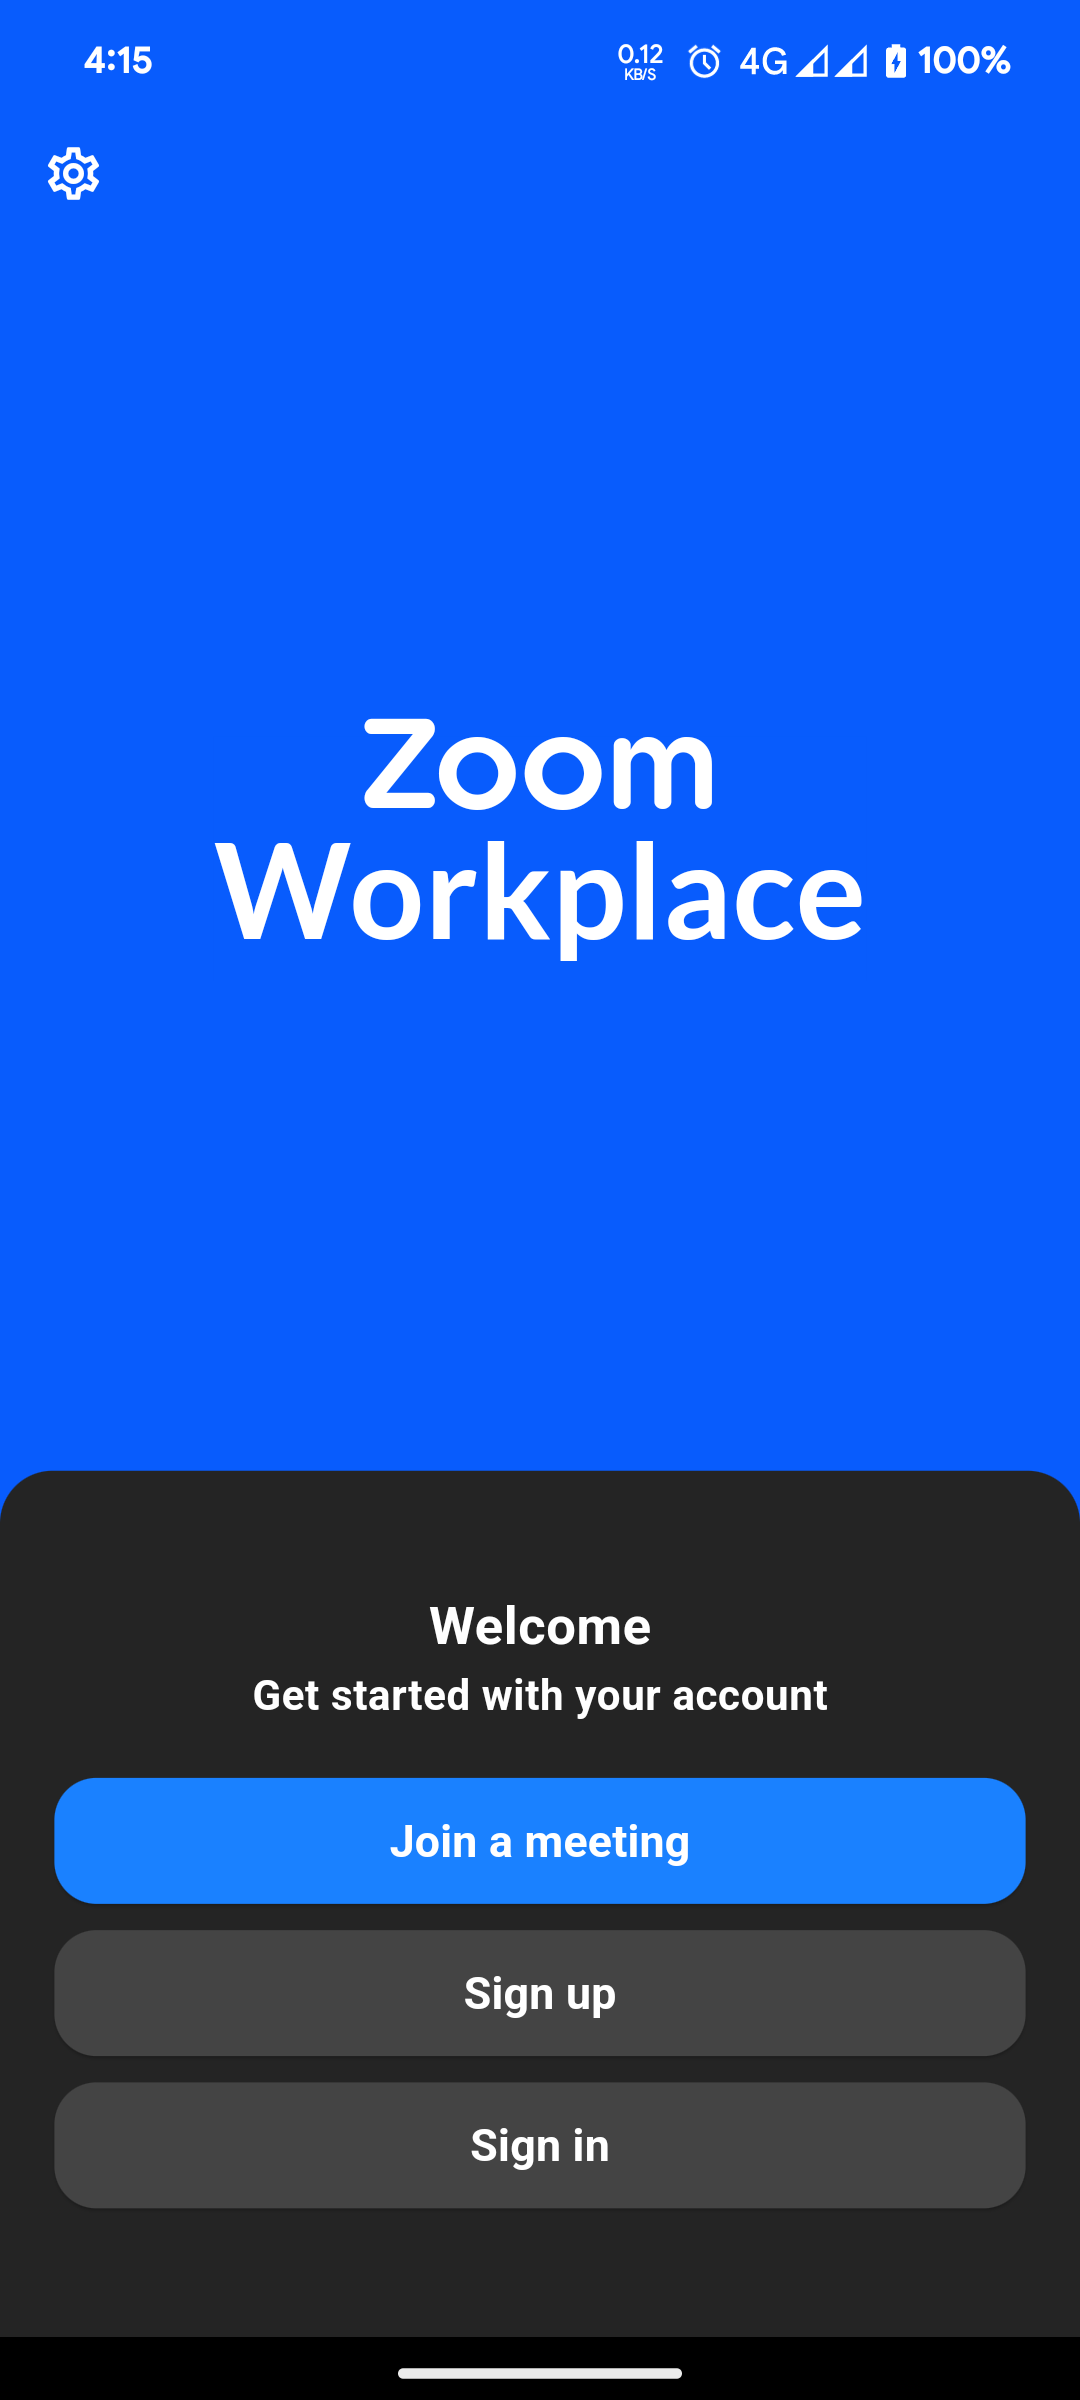 4:15
0.12
KB/S
4G
100%
Zoom
Workplace
Welcome
Get started with your account
Join a meeting
Sign up
Sign in